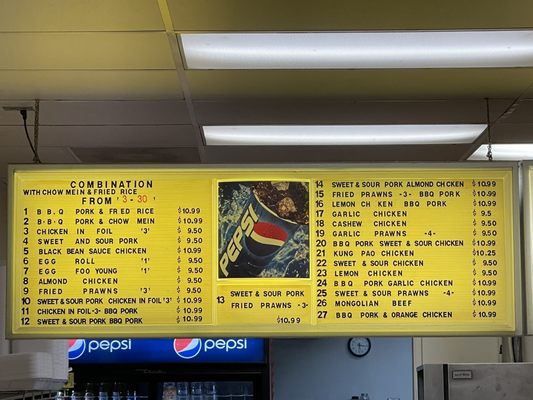 COMBINATION
WITH CHOW MEIN & FRIED RICE
FROM '3-30'
1 B B.Q PORK & FR ED RICE $10.99
2 B-B-Q PORK & CHOW MEIN $10.99
3 CHICKEN IN FOIL '3' $9.50
4 SWEET AND SOUR PORK $9.50
5 BLACK BEAN SAUCE CHICKEN $10.99
6 EGG ROLL '1' $9.50
7 EGG FOO YOUNG '1' $9.50
8 ALMOND CHICKEN $9.50
9 FRIED PRAWNS '3' $9.50
10 SWEET & SOUR PORK CHICKEN IN FOIL '3' $10.99
11 CHICKEN IN FOIL-3- BBQ PORK $10.99
12 SWEET & SOUR PORK BBQ PORK $10.99
PEPSI
13 SWEET & SOUR PORK
FRIED PRAWNS -3-
$10.99
14 SWEET & SOUR PORK ALMOND CH CKEN $10.99
15 FRIED PRAWNS -3- BBQ PORK $10.99
16 LEMON CH CKEN BBQ PORK $10.99
17 GARLIC CHICKEN $9.5
18 CASHEW CHICKEN $9.50
19 GARLIC PRAWNS -4- $9.50
20 BBQ PORK SWEET & SOUR CHICKEN $10.99
21 KUNG PAO CHICKEN $10.25
22 SWEET & SOUR CHICKEN $9.50
23 LEMON CHICKEN $9.50
24 B B.Q PORK GARLIC CHICKEN $10.99
25 SWEET & SOUR PRAWNS -4- $10.99
26 MONGOLIAN BEEF $10.99
27 BBQ PORK & ORANGE CHICKEN $10.99
pepsi pepsi